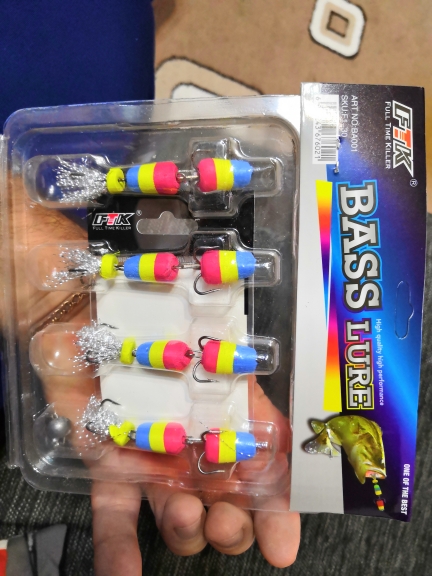 FTK®
FULL TIME KILLER
ART NO:BA001
BASS LURE
High quality high performance
ONE OF THE BEST
FTK
FULL TIME KILLER